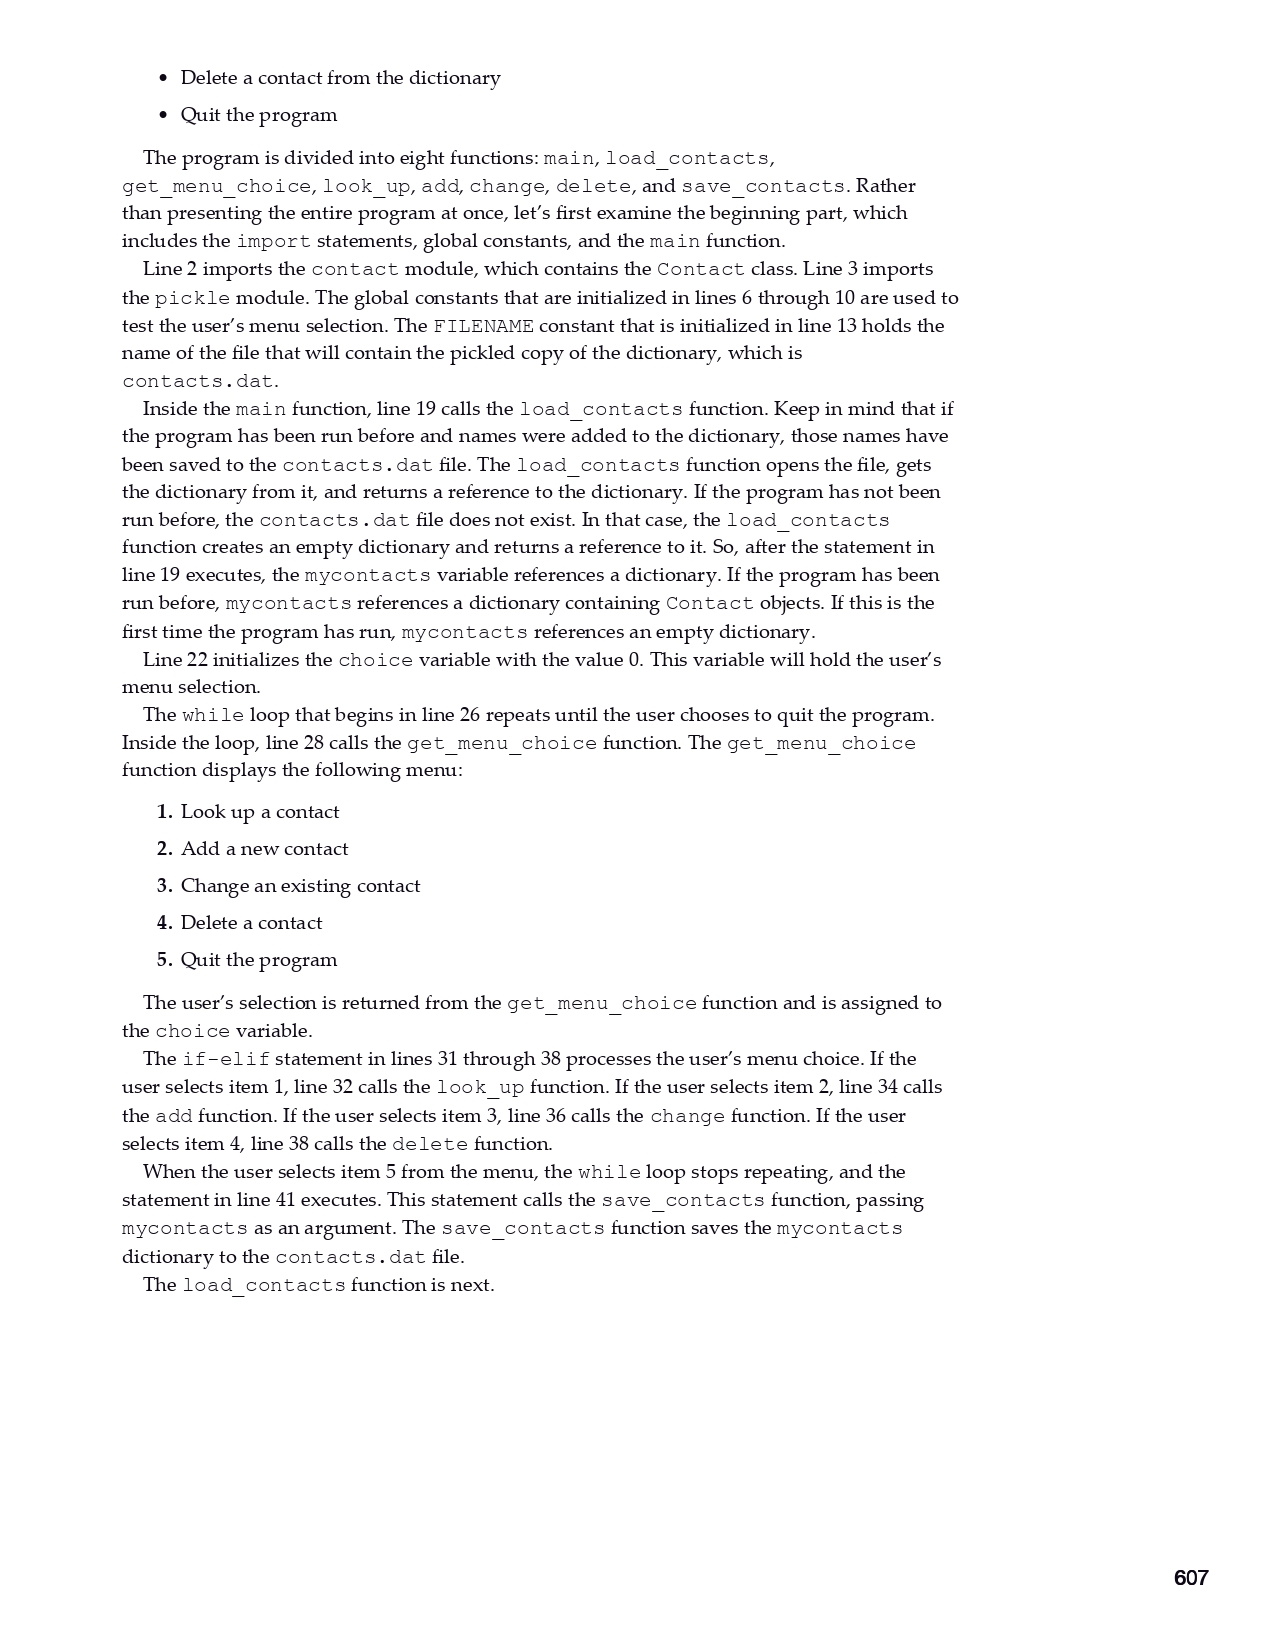 • Delete a contact from the dictionary
• Quit the program
The program is divided into eight functions: main, load_contacts,
get_menu_choice, look_up, add, change, delete, and save_contacts. Rather
than presenting the entire program at once, let’s first examine the beginning part, which
includes the import statements, global constants, and the main function.
Line 2 imports the contact module, which contains the Contact class. Line 3 imports
the pickle module. The global constants that are initialized in lines 6 through 10 are used to
test the user’s menu selection. The FILENAME constant that is initialized in line 13 holds the
name of the file that will contain the pickled copy of the dictionary, which is
contacts.dat.
Inside the main function, line 19 calls the load_contacts function. Keep in mind that if
the program has been run before and names were added to the dictionary, those names have
been saved to the contacts.dat file. The load_contacts function opens the file, gets
the dictionary from it, and returns a reference to the dictionary. If the program has not been
run before, the contacts.dat file does not exist. In that case, the load_contacts
function creates an empty dictionary and returns a reference to it. So, after the statement in
line 19 executes, the mycontacts variable references a dictionary. If the program has been
run before, mycontacts references a dictionary containing Contact objects. If this is the
first time the program has run, mycontacts references an empty dictionary.
Line 22 initializes the choice variable with the value 0. This variable will hold the user’s
menu selection.
The while loop that begins in line 26 repeats until the user chooses to quit the program.
Inside the loop, line 28 calls the get_menu_choice function. The get_menu_choice
function displays the following menu:
1. Look up a contact
2. Add a new contact
3. Change an existing contact
4. Delete a contact
5. Quit the program
The user’s selection is returned from the get_menu_choice function and is assigned to
the choice variable.
The if-elif statement in lines 31 through 38 processes the user’s menu choice. If the
user selects item 1, line 32 calls the look_up function. If the user selects item 2, line 34 calls
the add function. If the user selects item 3, line 36 calls the change function. If the user
selects item 4, line 38 calls the delete function.
When the user selects item 5 from the menu, the while loop stops repeating, and the
statement in line 41 executes. This statement calls the save_contacts function, passing
mycontacts as an argument. The save_contacts function saves the mycontacts
dictionary to the contacts.dat file.
The load_contacts function is next.
607